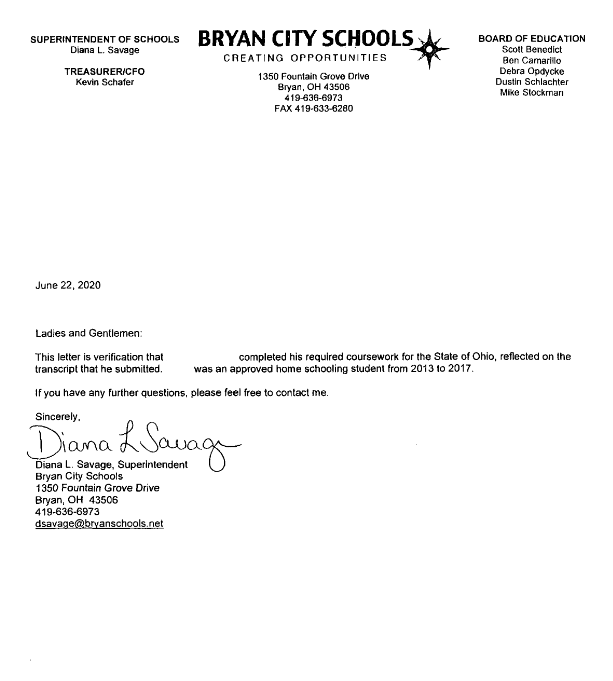 SUPERINTENDENT OF SCHOOLS
Diana L. Savage
TREASURER/CFO
Kevin Schafer
BRYAN CITY SCHOOLS
CREATING OPPORTUNITIES
1350 Fountain Grove Drive
Bryan, OH 43506
419-636-6973
FAX 419-633-6280
BOARD OF EDUCATION
Scott Benedict
Ben Camarillo
Debra Opdycke
Dustin Schlachter
Mike Stockman
June 22, 2020
Ladies and Gentlemen:
This letter is verification that completed his required coursework for the State of Ohio, reflected on the
transcript that he submitted. was an approved home schooling student from 2013 to 2017.
If you have any further questions, please feel free to contact me.
Sincerely,
Diana L Savage
Diana L. Savage, Superintendent
Bryan City Schools
1350 Fountain Grove Drive
Bryan, OH 43506
419-636-6973
dsavage@bryanschools.net